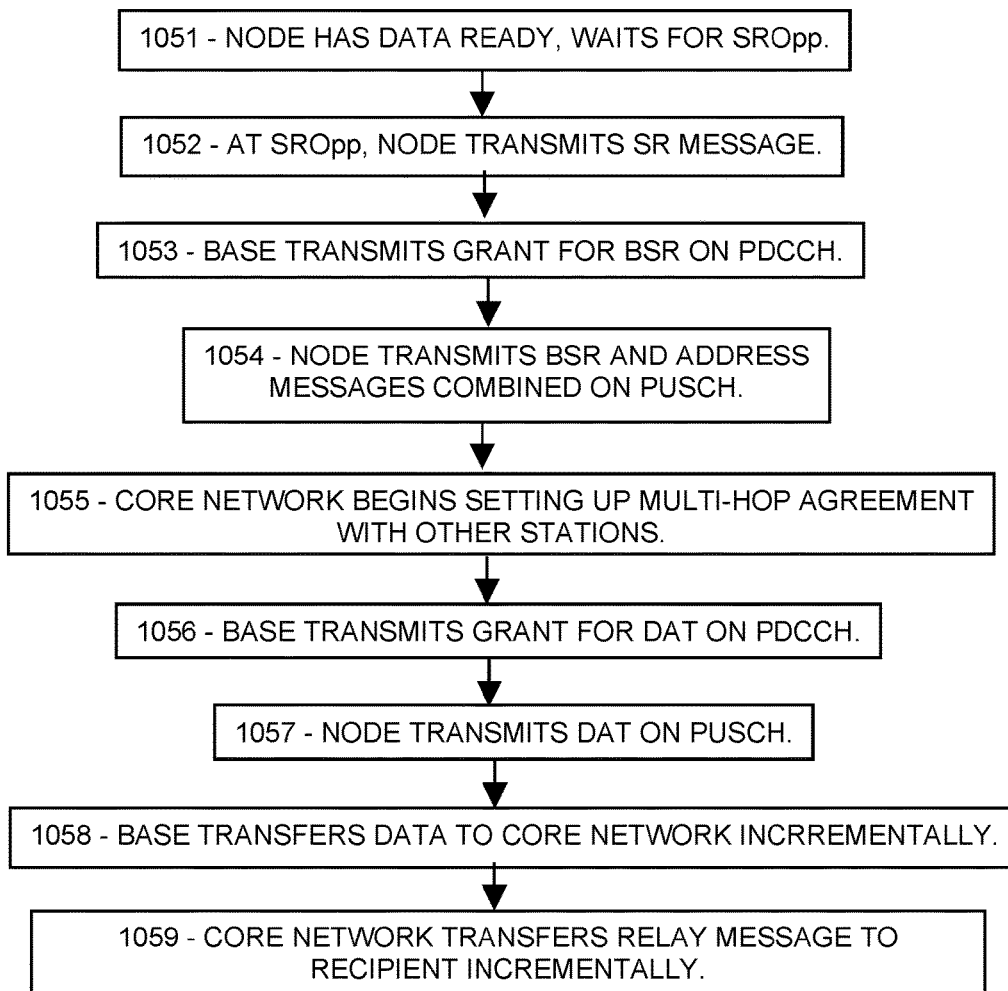 1051 - NODE HAS DATA READY, WAITS FOR SROpp.
1052 - AT SROpp, NODE TRANSMITS SR MESSAGE.
1053 - BASE TRANSMITS GRANT FOR BSR ON PDCCH.
1054 - NODE TRANSMITS BSR AND ADDRESS
MESSAGES COMBINED ON PUSCH.
1055 - CORE NETWORK BEGINS SETTING UP MULTI-HOP AGREEMENT
WITH OTHER STATIONS.
1056 - BASE TRANSMITS GRANT FOR DAT ON PDCCH.
1057 - NODE TRANSMITS DAT ON PUSCH.
1058 - BASE TRANSFERS DATA TO CORE NETWORK INCRREMENTALLY.
1059 - CORE NETWORK TRANSFERS RELAY MESSAGE TO
RECIPIENT INCREMENTALLY.